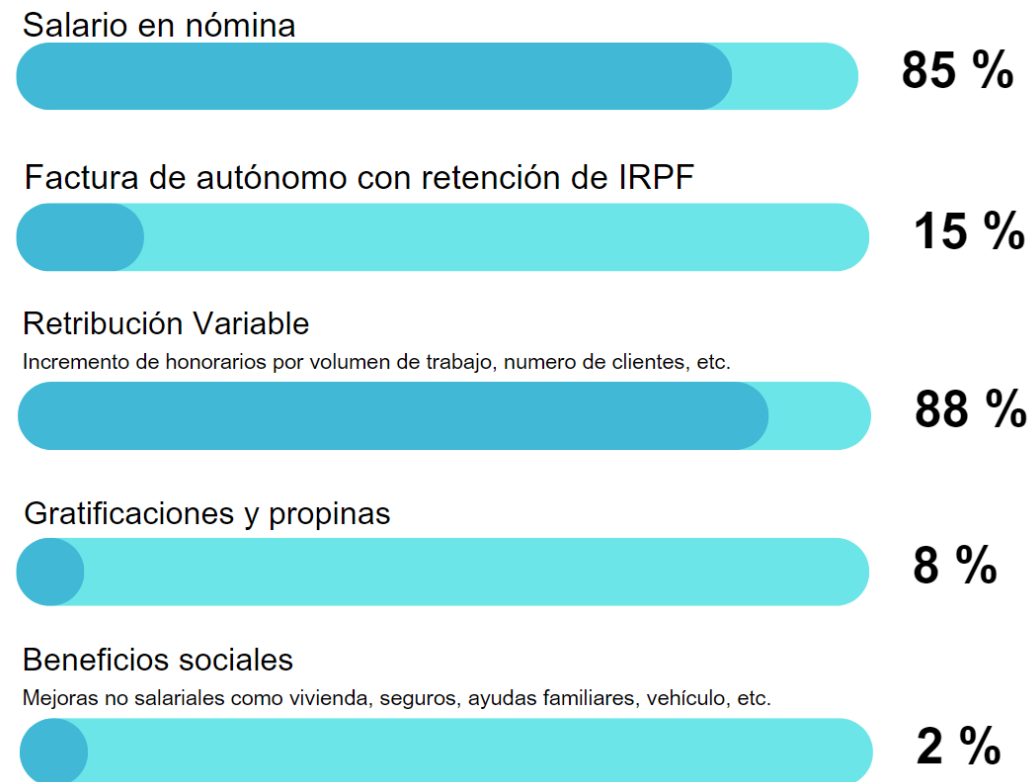 Salario en nómina
85 %
Factura de autónomo con retención de IRPF
15 %
Retribución Variable
Incremento de honorarios por volumen de trabajo, numero de clientes, etc.
88 %
Gratificaciones y propinas
8 %
Beneficios sociales
Mejoras no salariales como vivienda, seguros, ayudas familiares, vehículo, etc.
2 %